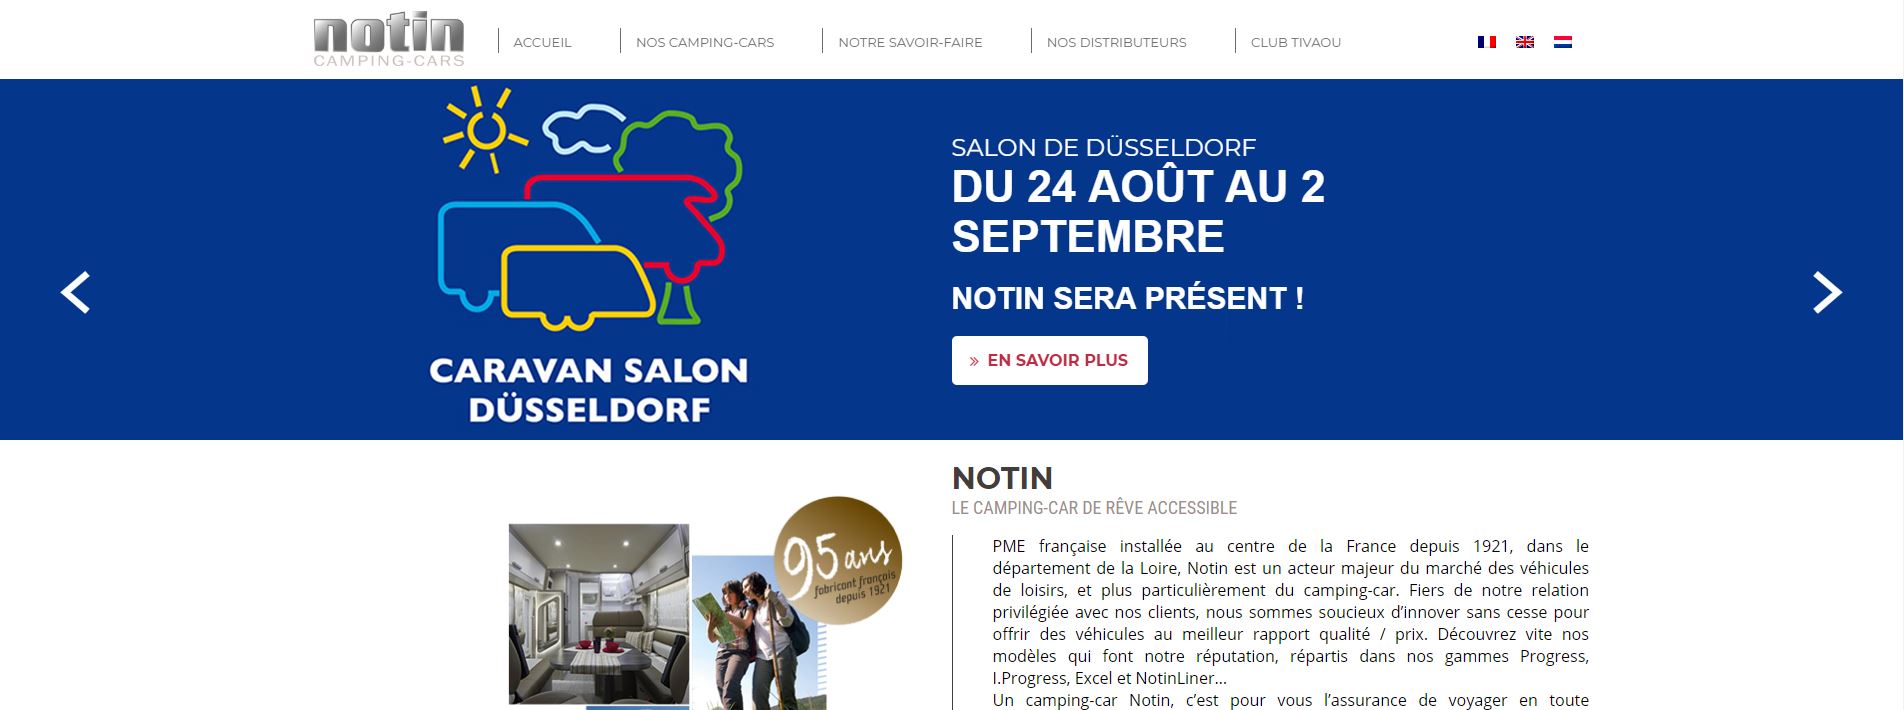 notin
CAMPING-CARS
ACCUEIL
NOS CAMPING-CARS
NOTRE SAVOIR-FAIRE
NOS DISTRIBUTEURS
CLUB TIVAOU
CARAVAN SALON
DÜSSELDORF
SALON DE DÜSSELDORF
DU 24 AOÛT AU 2
SEPTEMBRE
NOTIN SERA PRÉSENT !
» EN SAVOIR PLUS
95 ans
fabricant français
depuis 1921
NOTIN
LE CAMPING-CAR DE RÊVE ACCESSIBLE
PME française installée au centre de la France depuis 1921, dans le
département de la Loire, Notin est un acteur majeur du marché des véhicules
de loisirs, et plus particulièrement du camping-car. Fiers de notre relation
privilégiée avec nos clients, nous sommes soucieux d’innover sans cesse pour
offrir des véhicules au meilleur rapport qualité / prix. Découvrez vite nos
modèles qui font notre réputation, répartis dans nos gammes Progress,
I.Progress, Excel et NotinLiner...
Un camping-car Notin, c’est pour vous l’assurance de voyager en toute